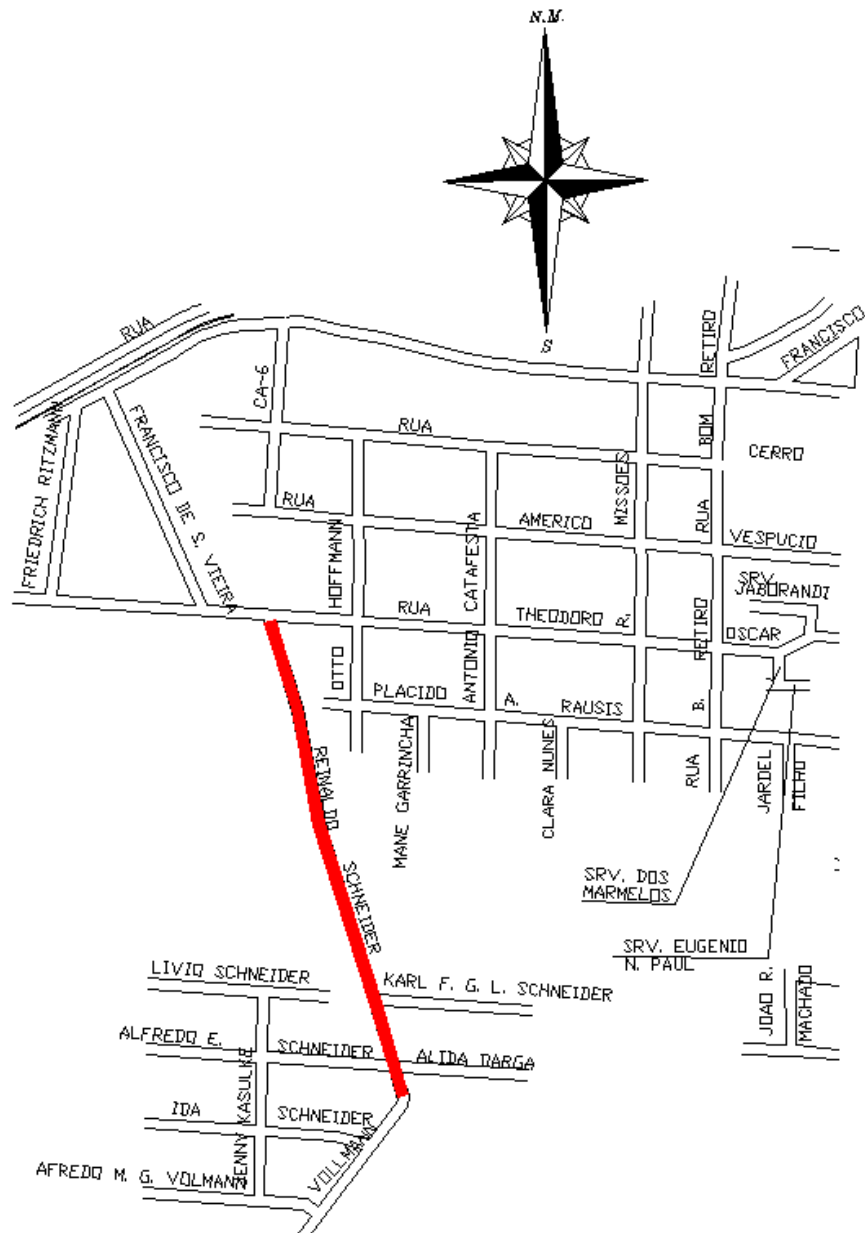 N.M.
S
RUA
FRANCISCO
RETIRO
CA-6
FRIEDRICH RITZMANN
FRANCISCO DE S. VIEIRA
RUA
BOM
CERRO
MISSOES
RUA
AMERICO
RUA
VESPUCIO
HOFFMANN
CATAFESTA
SRV.
JABORANDI
RUA
THEODORO R.
OSCAR
RETIRO
OTTO
ANTONIO
PLACIDO
A.
RAUSIS
B.
REINALDO
SCHNEIDER
MANE GARRINCHA
CLARA NUNES
RUA
JARDEL
FILHO
SRV. DOS
MARMELOS
SRV. EUGENIO
N. PAUL
LIVIO SCHNEIDER
KARL F. G. L. SCHNEIDER
JOAO R.
MACHADO
ALFREDO E.
SCHNEIDER
ALIDA DARGA
IDA
SCHNEIDER
VOLLMANN
AFREDO M. G. VOLMANN